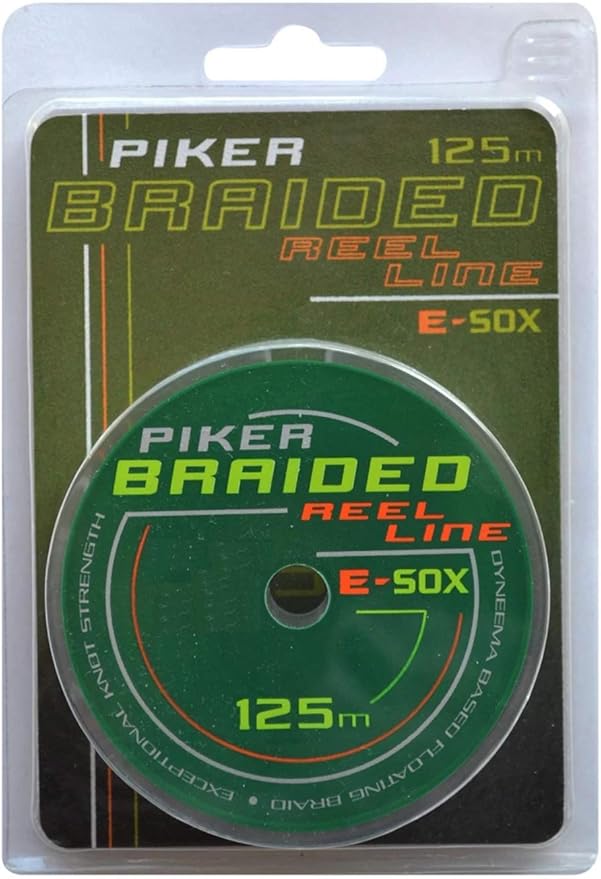 PIKER
125m
BRAIDED
REEL
LINE
E-SOX
PIKER
BRAIDED
REEL
LINE
E-SOX
125m
DYNEEMA BASED FLOATING BRAID • EXCEPTIONAL KNOT STRENGTH